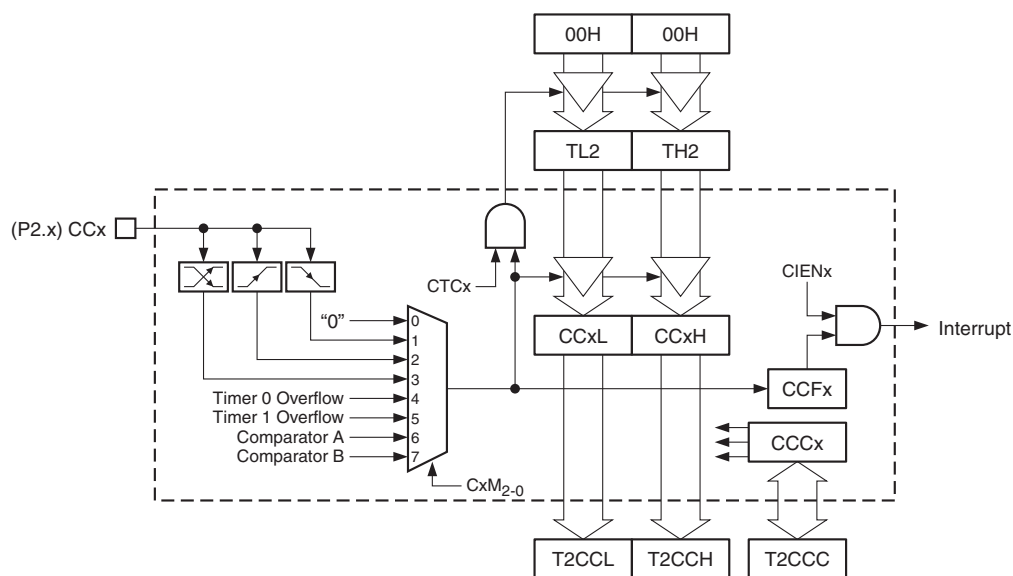 00H 00H
TL2 TH2
(P2.x) CCx
CTCx
CIENx
“0” 0
1
2
3
Timer 0 Overflow 4
Timer 1 Overflow 5
Comparator A 6
Comparator B 7
CxM2-0
CCxL CCxH
Interrupt
CCFx
CCCx
T2CCL T2CCH T2CCC